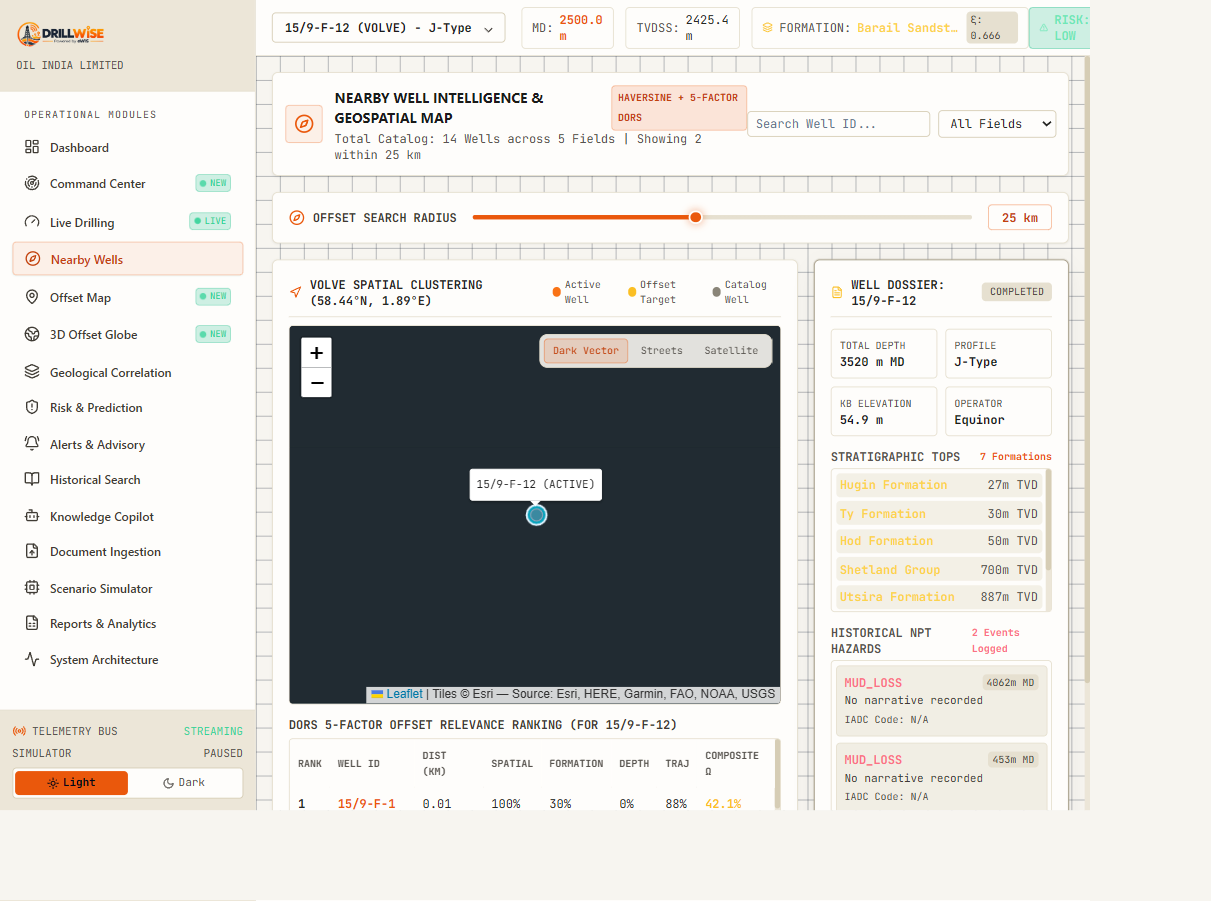 DRILLWISE
OIL INDIA LIMITED
OPERATIONAL MODULES
Dashboard
Command Center NEW
Live Drilling LIVE
Nearby Wells
Offset Map NEW
3D Offset Globe NEW
Geological Correlation
Risk & Prediction
Alerts & Advisory
Historical Search
Knowledge Copilot
Document Ingestion
Scenario Simulator
Reports & Analytics
System Architecture
TELEMETRY BUS STREAMING
SIMULATOR PAUSED
Light Dark
15/9-F-12 (VOLVE) - J-Type
MD: 2500.0 m
TVDSS: 2425.4 m
FORMATION: Barail Sandst…
ξ: 0.666
RISK: LOW
NEARBY WELL INTELLIGENCE &
GEOSPATIAL MAP
HAVERSINE + 5-FACTOR
DORS
Total Catalog: 14 Wells across 5 Fields | Showing 2
within 25 km
Search Well ID...
All Fields
OFFSET SEARCH RADIUS
25 km
VOLVE SPATIAL CLUSTERING
(58.44°N, 1.89°E)
Active Well
Offset Target
Catalog Well
+
−
Dark Vector Streets Satellite
15/9-F-12 (ACTIVE)
Leaflet | Tiles © Esri — Source: Esri, HERE, Garmin, FAO, NOAA, USGS
DORS 5-FACTOR OFFSET RELEVANCE RANKING (FOR 15/9-F-12)
RANK WELL ID DIST (KM) SPATIAL FORMATION DEPTH TRAJ COMPOSITE Ω
1 15/9-F-1 0.01 100% 30% 0% 88% 42.1%
WELL DOSSIER:
15/9-F-12
COMPLETED
TOTAL DEPTH
3520 m MD
PROFILE
J-Type
KB ELEVATION
54.9 m
OPERATOR
Equinor
STRATIGRAPHIC TOPS 7 Formations
Hugin Formation 27m TVD
Ty Formation 30m TVD
Hod Formation 50m TVD
Shetland Group 700m TVD
Utsira Formation 887m TVD
HISTORICAL NPT
HAZARDS
2 Events
Logged
MUD_LOSS 4062m MD
No narrative recorded
IADC Code: N/A
MUD_LOSS 453m MD
No narrative recorded
IADC Code: N/A